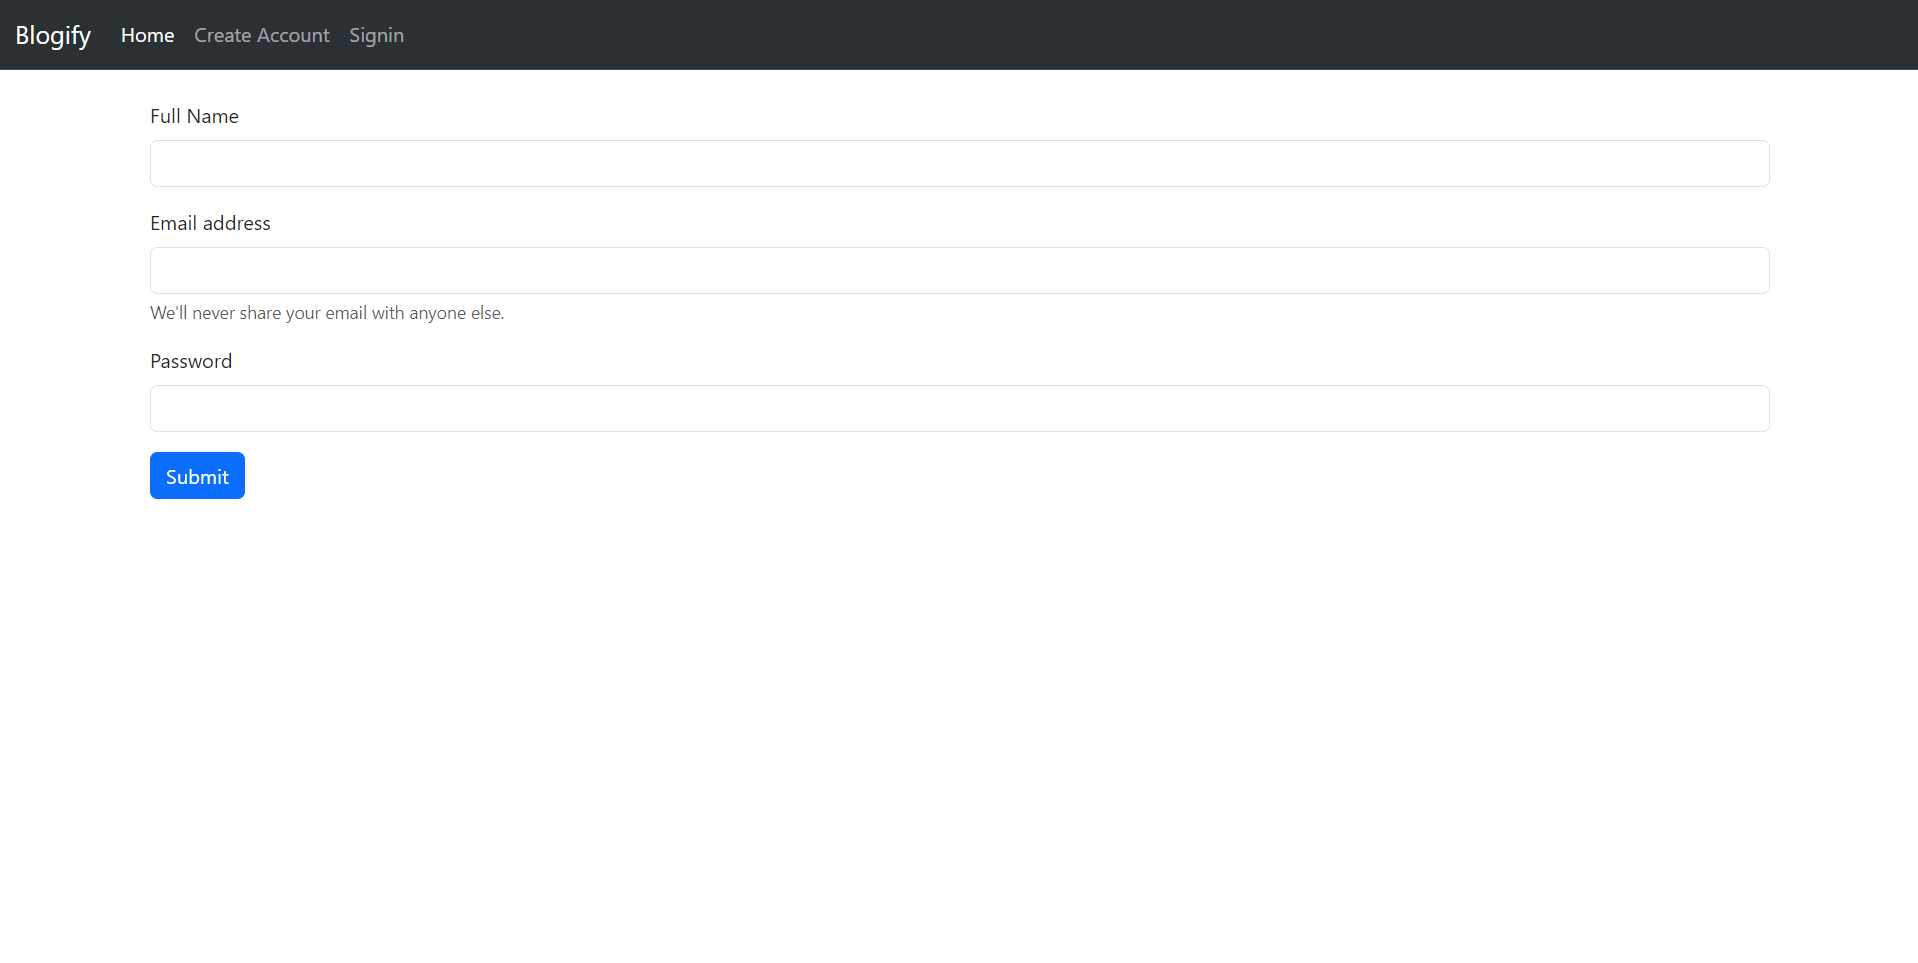 Blogify Home Create Account Signin
Full Name
Email address
We'll never share your email with anyone else.
Password
Submit